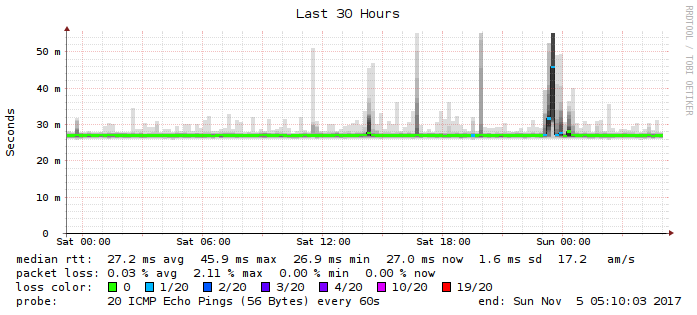 Last 30 Hours
RRDTOOL / TOBI OETIKER
Seconds
50 m
40 m
30 m
20 m
10 m
0
Sat 00:00 Sat 06:00 Sat 12:00 Sat 18:00 Sun 00:00
median rtt: 27.2 ms avg 45.9 ms max 26.9 ms min 27.0 ms now 1.6 ms sd 17.2 am/s
packet loss: 0.03 % avg 2.11 % max 0.00 % min 0.00 % now
loss color: 0 1/20 2/20 3/20 4/20 10/20 19/20
probe: 20 ICMP Echo Pings (56 Bytes) every 60s end: Sun Nov 5 05:10:03 2017